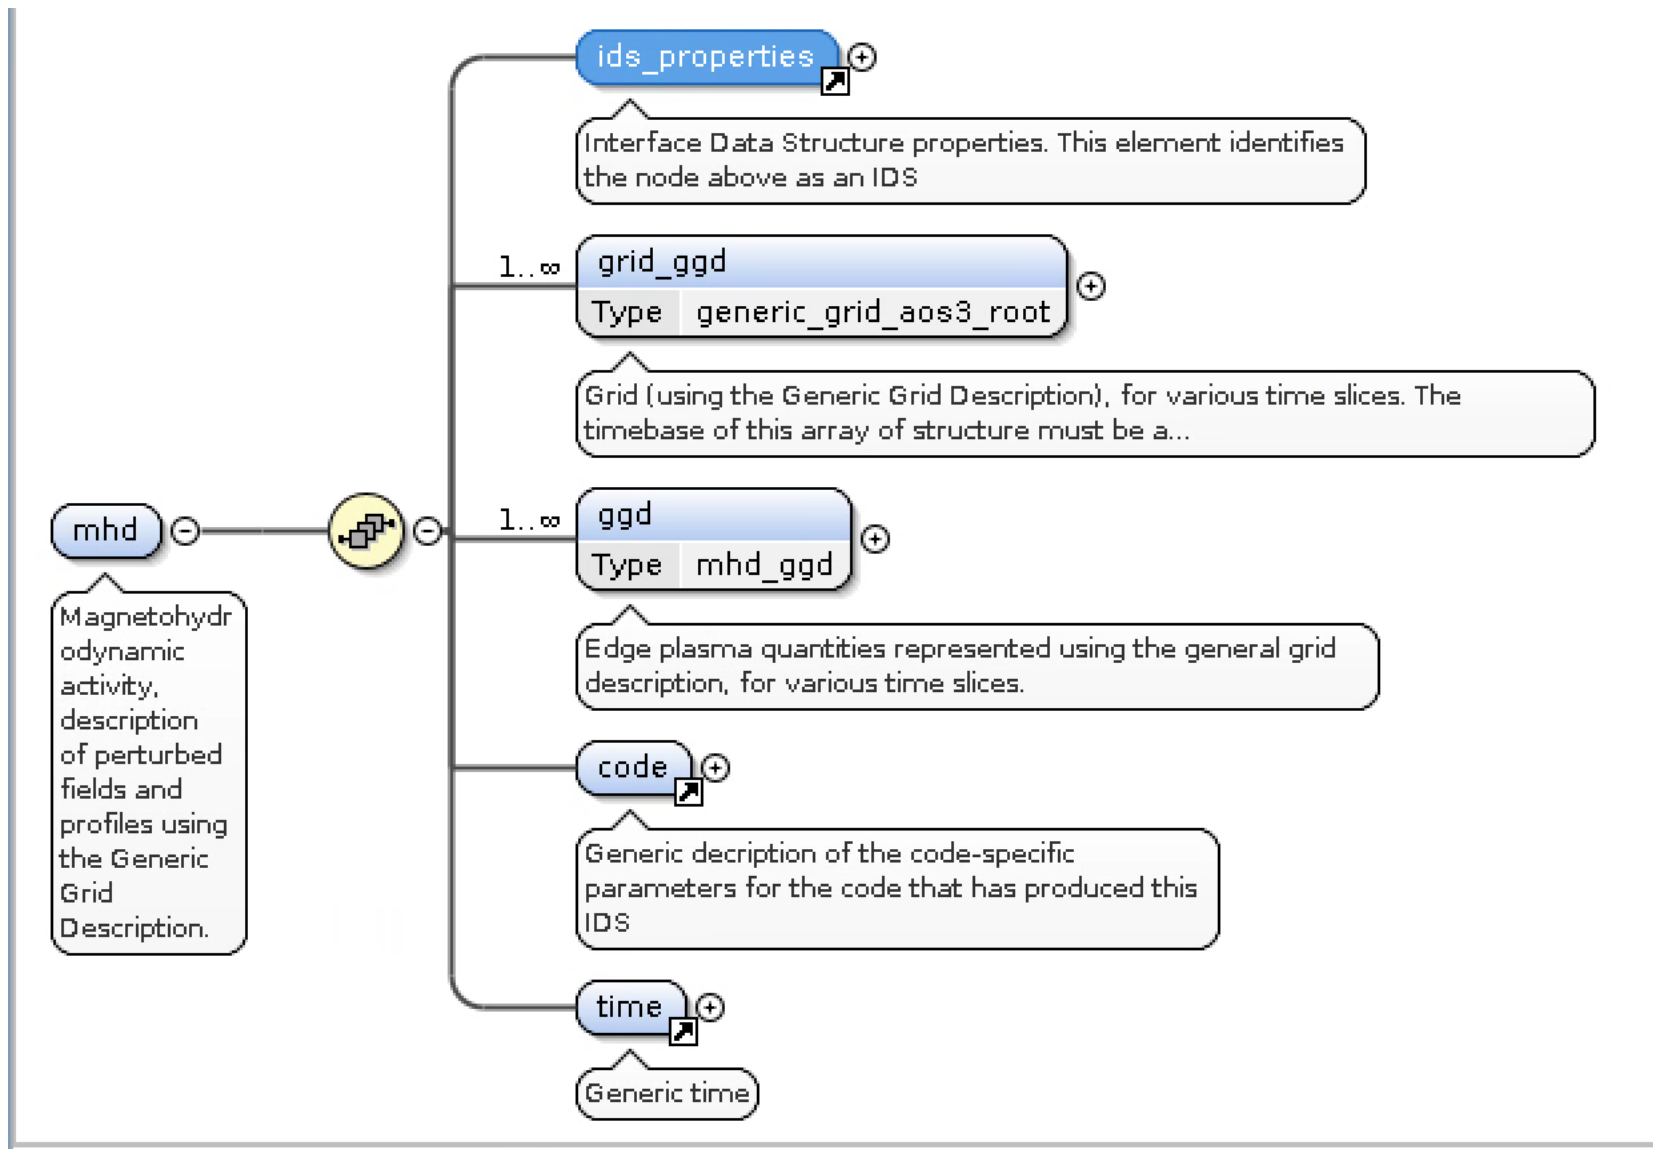 ids_properties
Interface Data Structure properties. This element identifies
the node above as an IDS
1..∞
grid_ggd
Type generic_grid_aos3_root
Grid (using the Generic Grid Description), for various time slices. The
timebase of this array of structure must be a...
1..∞
ggd
Type mhd_ggd
Edge plasma quantities represented using the general grid
description, for various time slices.
mhd
Magnetohydr
odynamic
activity,
description
of perturbed
fields and
profiles using
the Generic
Grid
Description.
code
Generic decription of the code-specific
parameters for the code that has produced this
IDS
time
Generic time